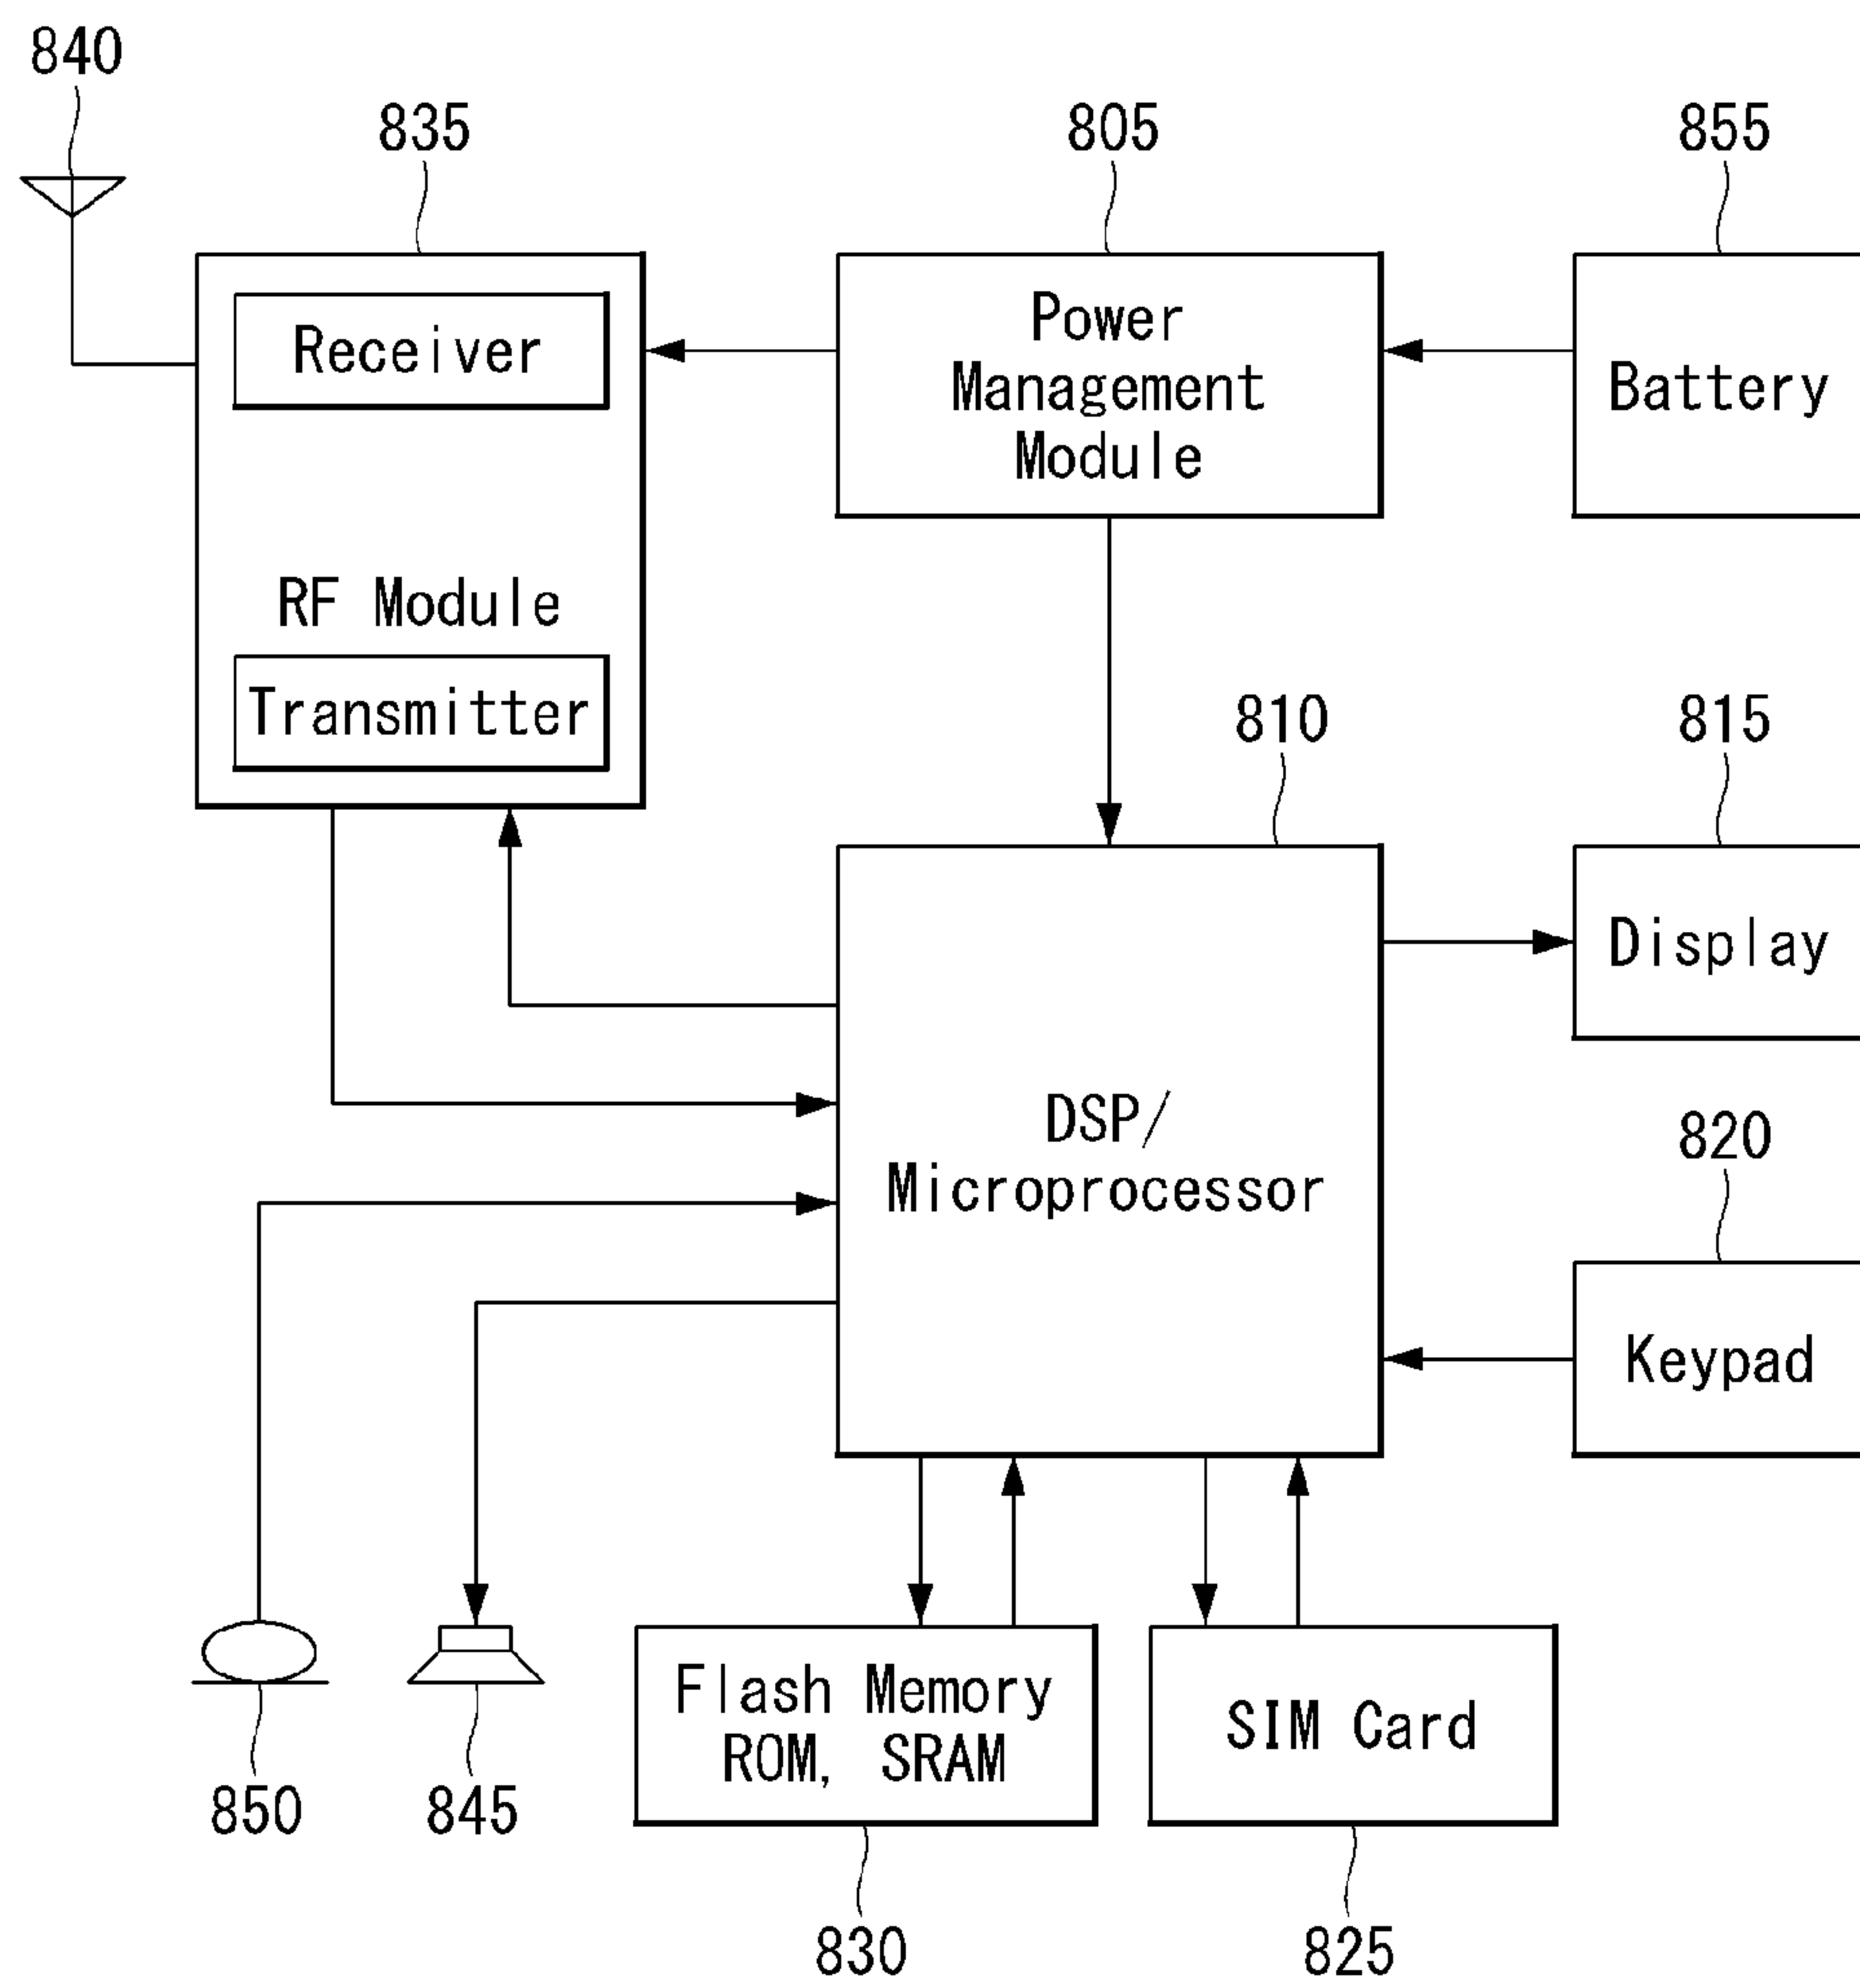 840
835
805
855
Receiver
RF Module
Transmitter
Power
Management
Module
Battery
810
815
DSP/
Microprocessor
Display
820
Keypad
850
845
Flash Memory
ROM, SRAM
SIM Card
830
825